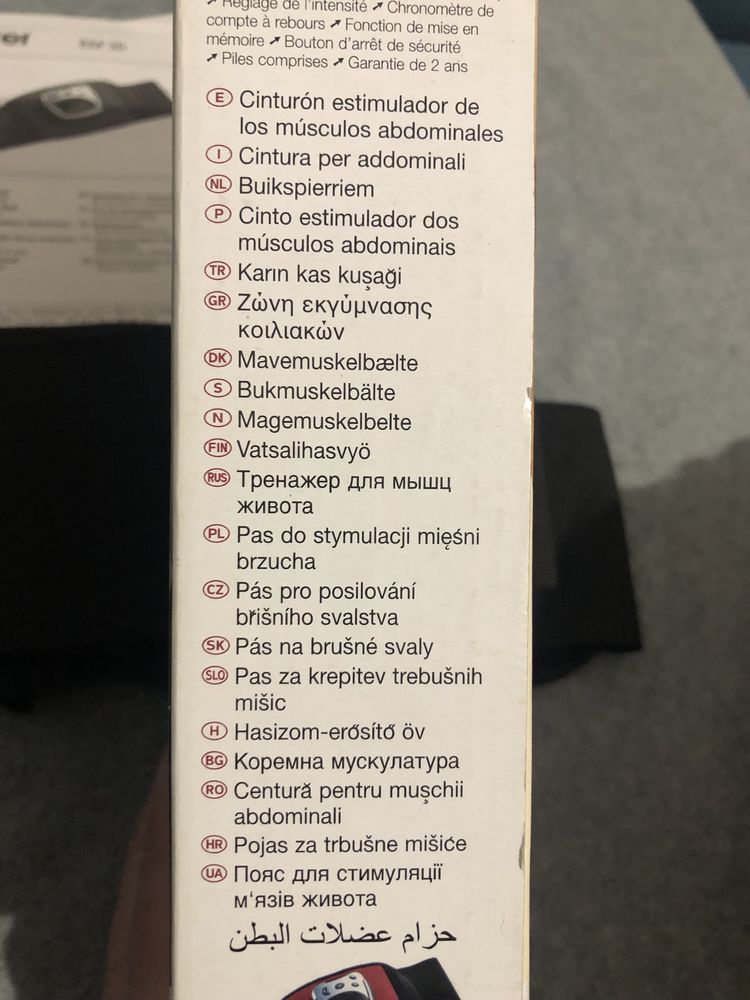 ↗ Réglage de l'intensité ↗ Chronomètre de
compte à rebours ↗ Fonction de mise en
mémoire ↗ Bouton d'arrêt de sécurité
↗ Piles comprises ↗ Garantie de 2 ans
E Cinturón estimulador de
los músculos abdominales
I Cintura per addominali
NL Buikspierriem
P Cinto estimulador dos
músculos abdominais
TR Karın kas kuşağı
GR Ζώνη εκγύμνασης
κοιλιακών
DK Mavemuskelbælte
S Bukmuskelbälte
N Magemuskelbelte
FIN Vatsalihasvyö
RUS Тренажер для мышц
живота
PL Pas do stymulacji mięśni
brzucha
CZ Pás pro posilování
břišního svalstva
SK Pás na brušné svaly
SLO Pas za krepitev trebušnih
mišic
H Hasizom-erősítő öv
BG Коремна мускулатура
RO Centură pentru muşchii
abdominali
HR Pojas za trbušne mišiće
UA Пояс для стимуляції
м‘язів живота
حزام عضلات البطن